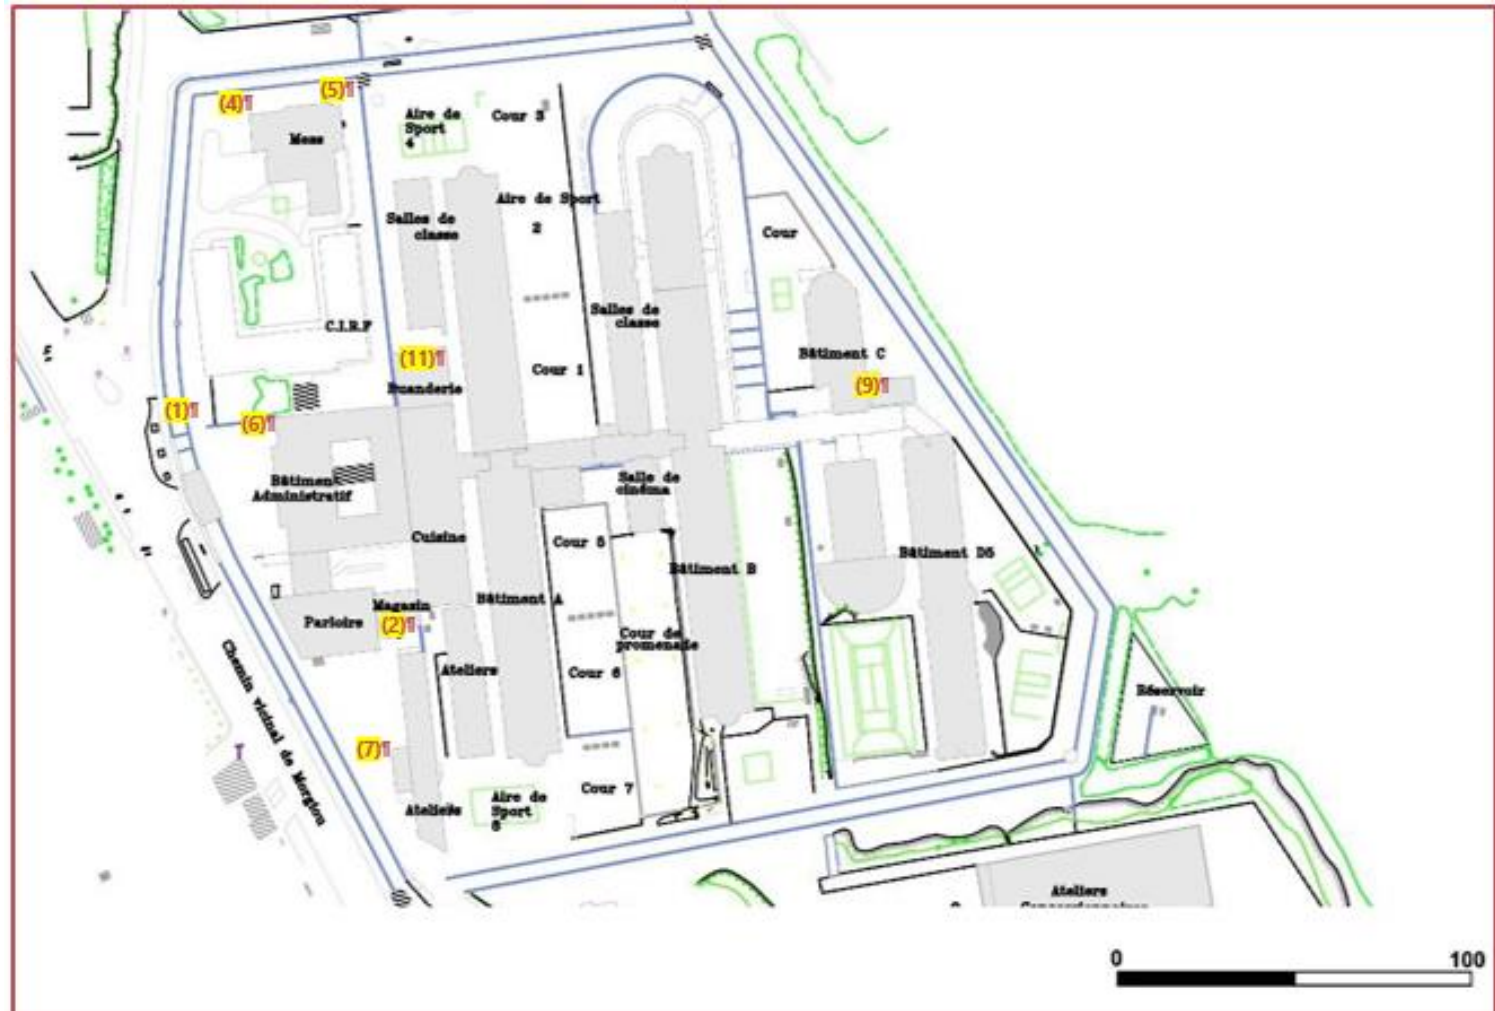 (4)¶
(5)¶
Mess
Aire de
Sport
4
Cour 3
Aire de Sport
2
Salles de
classe
Cour
C.I.R.F
Salles de
classe
(11)¶
Buanderie
Cour 1
Bâtiment C
(9)¶
(1)¶
(6)¶
Bâtiment
Administratif
Salle de
cinéma
Cuisine
Cour 5
Bâtiment B
Bâtiment D5
Magasin
Bâtiment A
Parloire
(2)¶
Cour de
promenade
Ateliers
Cour 6
Réservoir
Chemin vicinal de Morgiou
(7)¶
Ateliers
Aire de
Sport
8
Cour 7
Ateliers
0 100